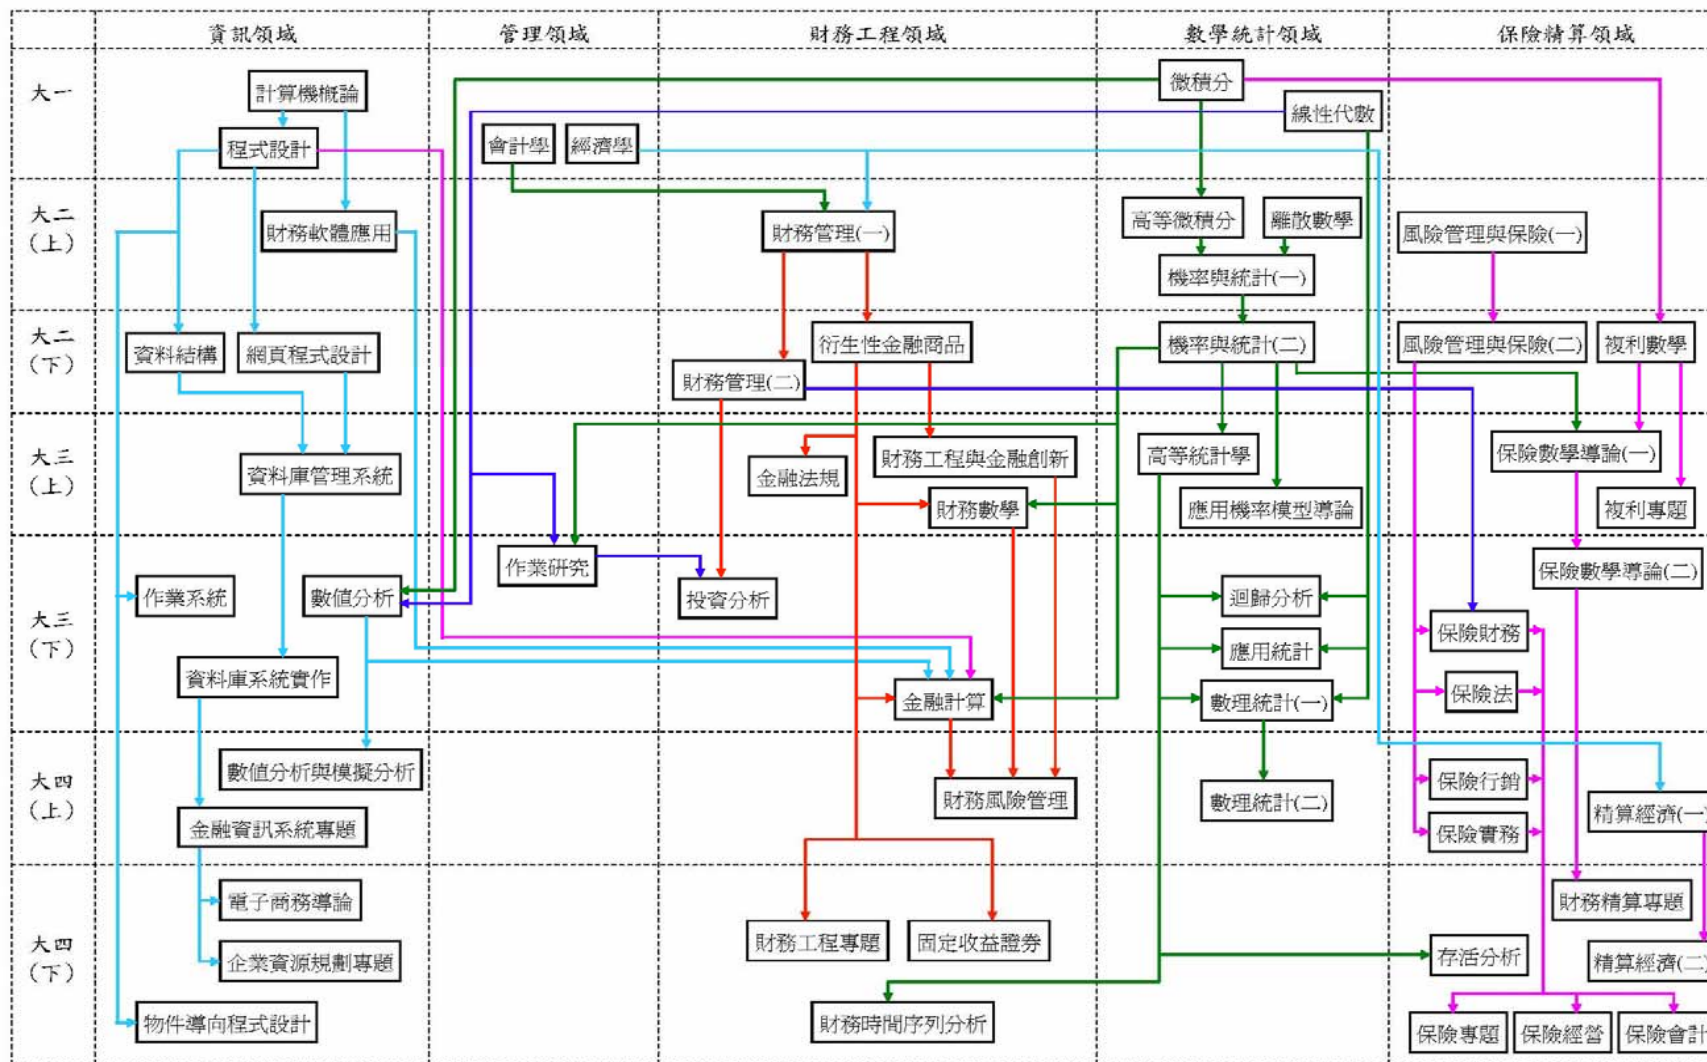 資訊領域
管理領域
財務工程領域
數學統計領域
保險精算領域
大一
計算機概論
微積分
線性代數
程式設計
會計學
經濟學
大二
(上)
財務軟體應用
財務管理(一)
高等微積分
離散數學
機率與統計(一)
風險管理與保險(一)
大二
(下)
資料結構
網頁程式設計
衍生性金融商品
財務管理(二)
機率與統計(二)
風險管理與保險(二)
複利數學
大三
(上)
資料庫管理系統
金融法規
財務工程與金融創新
財務數學
高等統計學
應用機率模型導論
保險數學導論(一)
複利專題
大三
(下)
作業系統
數值分析
資料庫系統實作
作業研究
投資分析
金融計算
迴歸分析
應用統計
數理統計(一)
保險數學導論(二)
保險財務
保險法
大四
(上)
數值分析與模擬分析
金融資訊系統專題
財務風險管理
數理統計(二)
保險行銷
保險實務
精算經濟(一)
大四
(下)
電子商務導論
企業資源規劃專題
物件導向程式設計
財務工程專題
固定收益證券
財務時間序列分析
財務精算專題
存活分析
精算經濟(二)
保險專題
保險經營
保險會計